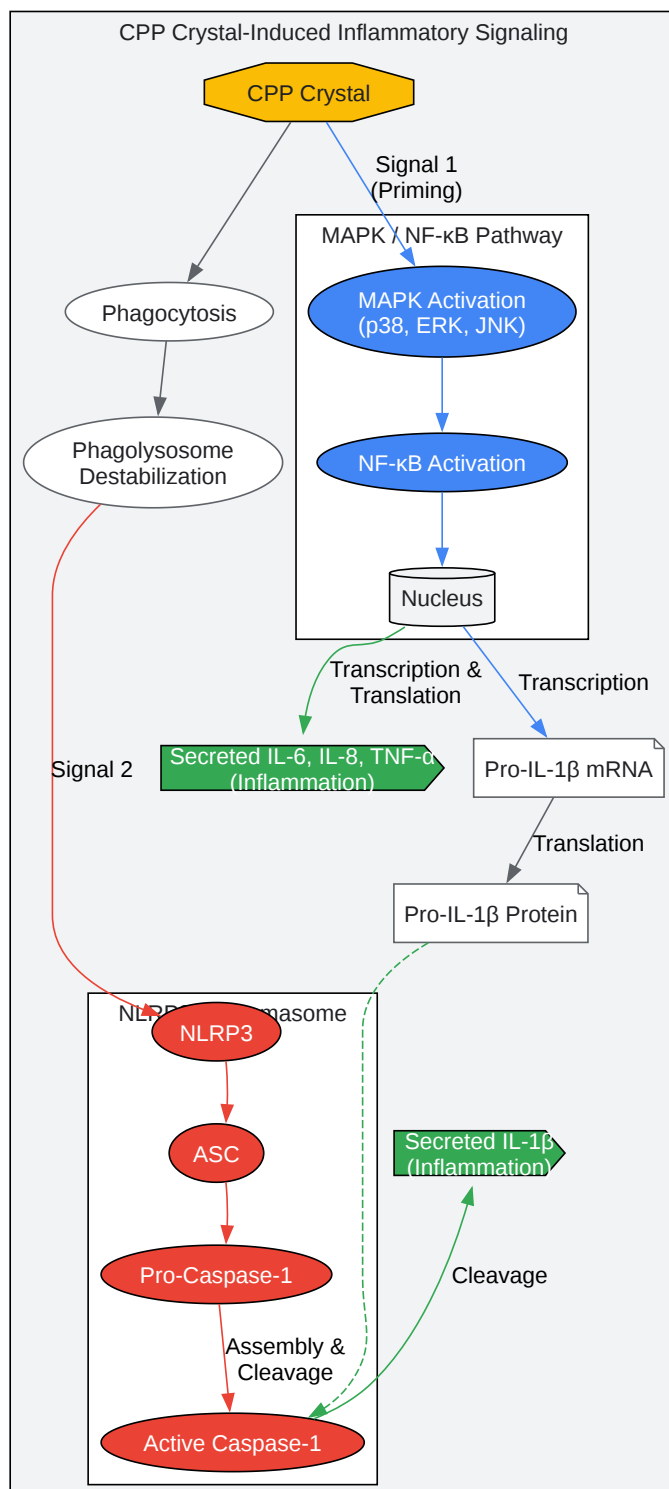 CPP Crystal-Induced Inflammatory Signaling
CPP Crystal
Signal 1
(Priming)
MAPK / NF-κB Pathway
MAPK Activation
(p38, ERK, JNK)
Phagocytosis
Phagolysosome
Destabilization
NF-κB Activation
Nucleus
Transcription &
Translation
Transcription
Signal 2
Secreted IL-6, IL-8, TNF-α
(Inflammation)
Pro-IL-1β mRNA
Translation
Pro-IL-1β Protein
NLRP3
ASC
Secreted IL-1β
(Inflammation)
Pro-Caspase-1
Cleavage
Assembly &
Cleavage
Active Caspase-1